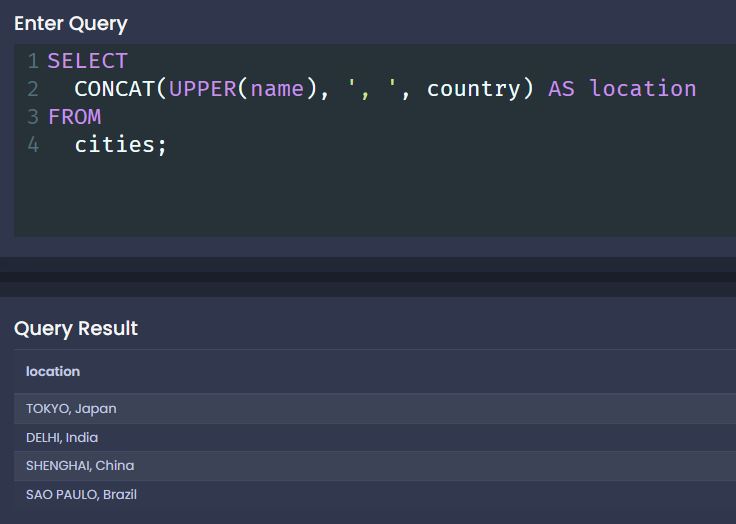 Enter Query
1 SELECT
2   CONCAT(UPPER(name), ', ', country) AS location
3 FROM
4   cities;
Query Result
location
TOKYO, Japan
DELHI, India
SHENGHAI, China
SAO PAULO, Brazil